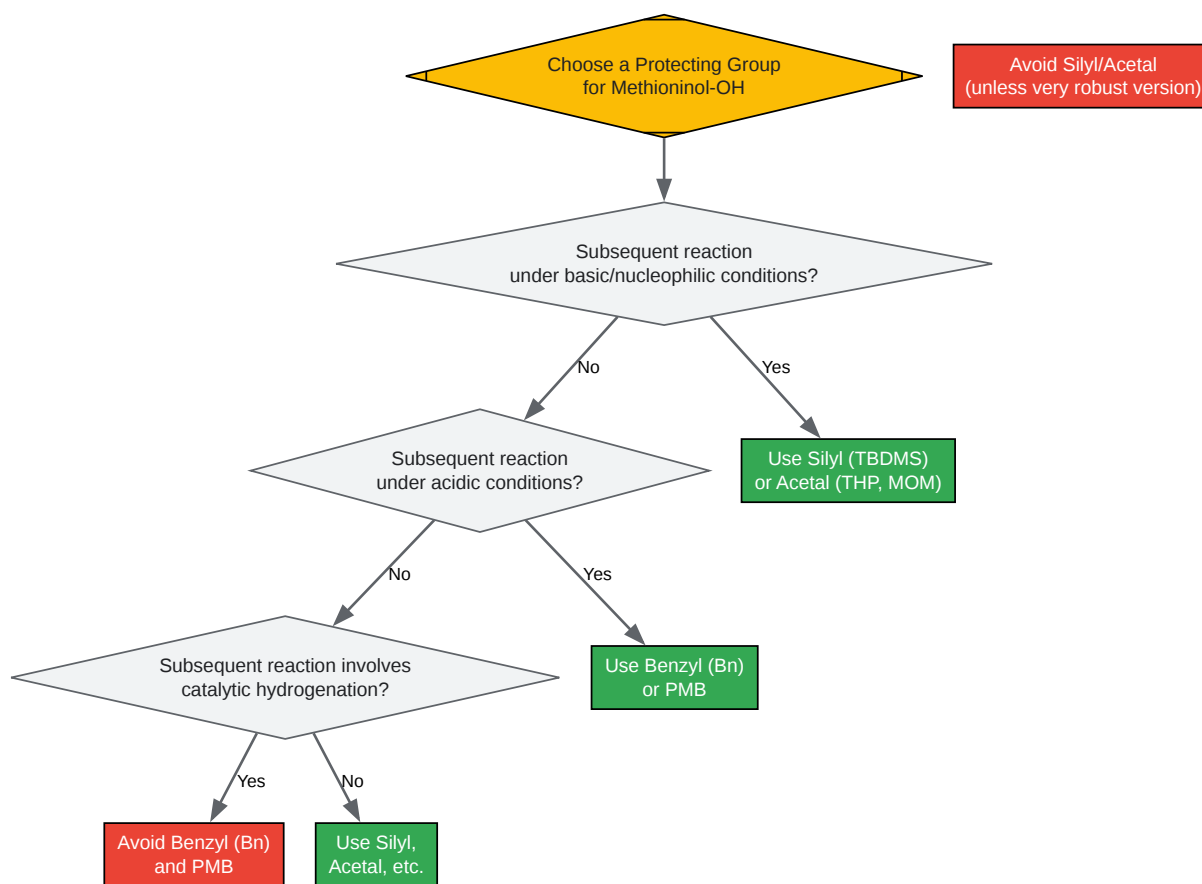 Choose a Protecting Group
for Methioninol-OH
Avoid Silyl/Acetal
(unless very robust version)
Subsequent reaction
under basic/nucleophilic conditions?
No
Yes
Subsequent reaction
under acidic conditions?
Use Silyl (TBDMS)
or Acetal (THP, MOM)
No
Yes
Subsequent reaction involves
catalytic hydrogenation?
Use Benzyl (Bn)
or PMB
Yes
No
Avoid Benzyl (Bn)
and PMB
Use Silyl,
Acetal, etc.